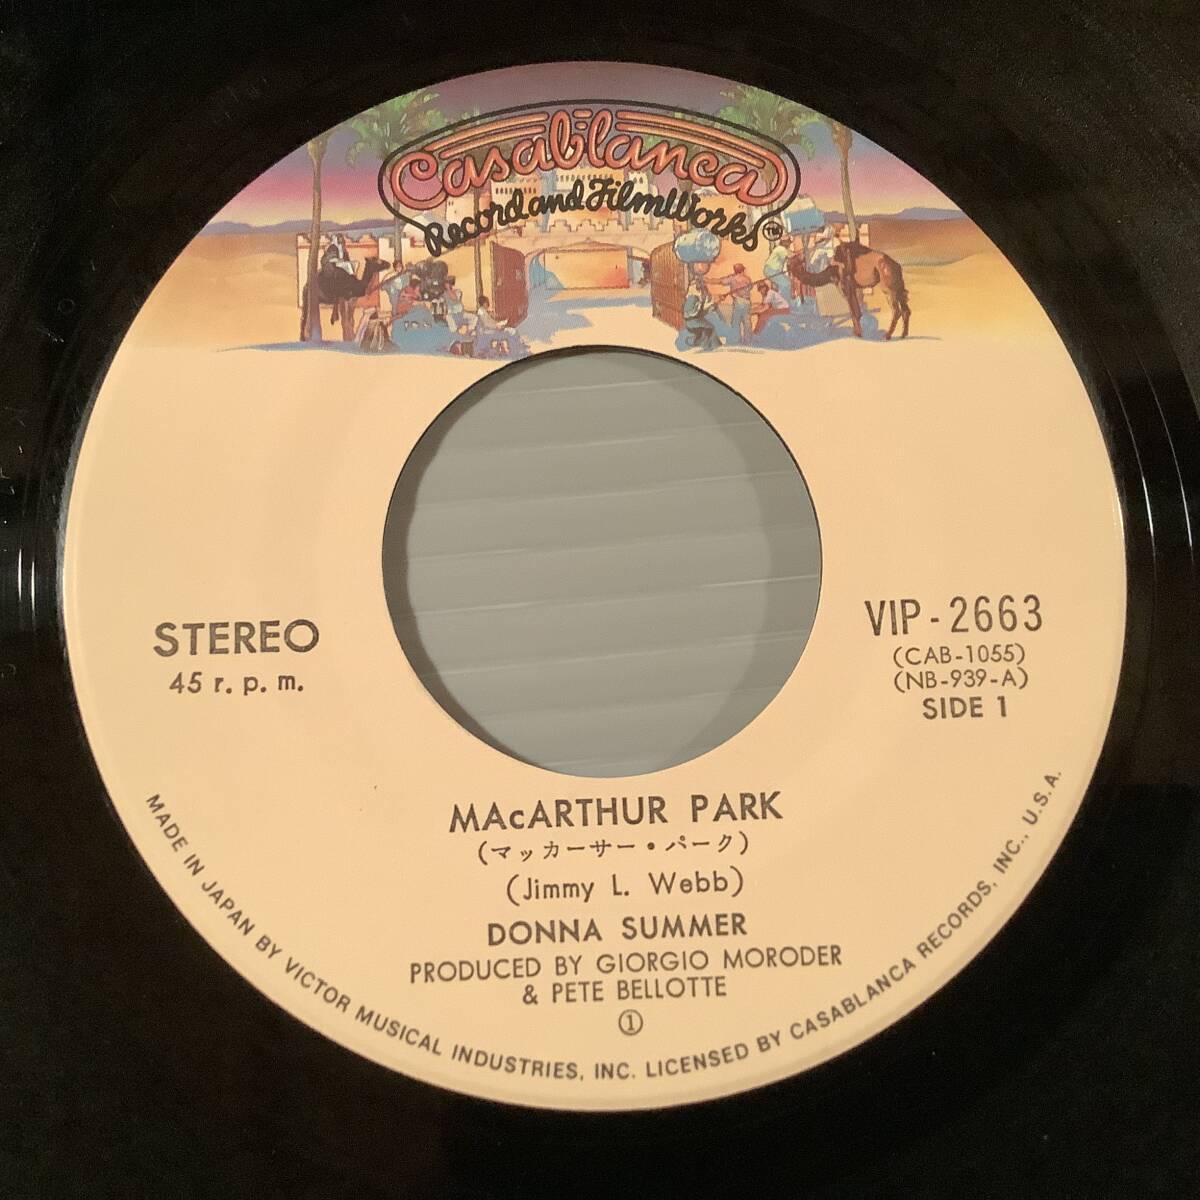 Casablanca
Record and FilmWorks™
STEREO
45 r. p. m.
VIP-2663
(CAB-1055)
(NB-939-A)
SIDE 1
MAcARTHUR PARK
(マッカーサー・パーク)
(Jimmy L. Webb)
DONNA SUMMER
PRODUCED BY GIORGIO MORODER
& PETE BELLOTTE
①
MADE IN JAPAN BY VICTOR MUSICAL INDUSTRIES, INC. LICENSED BY CASABLANCA RECORDS, INC., U.S.A.